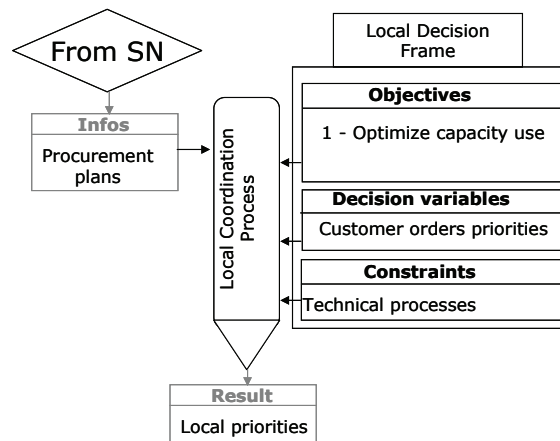 From SN
Infos
Procurement
plans
Local Coordination
Process
Local Decision
Frame
Objectives
1 - Optimize capacity use
Decision variables
Customer orders priorities
Constraints
Technical processes
Result
Local priorities